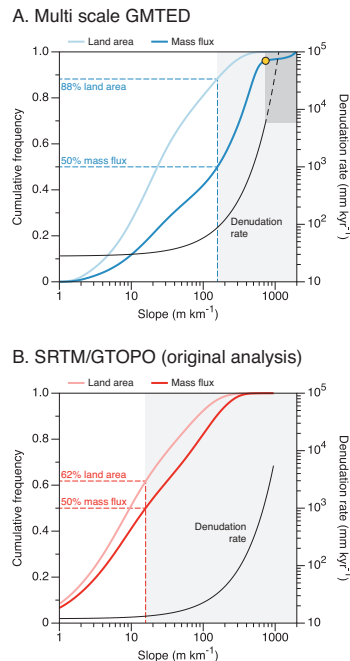 A. Multi scale GMTED
Land area
Mass flux
1.0
0.8
0.6
0.4
0.2
0
Cumulative frequency
88% land area
50% mass flux
Denudation
rate
10⁵
10⁴
10³
10²
10
Denudation rate
(mm kyr⁻¹)
1
10
100
1000
Slope (m km⁻¹)
B. SRTM/GTOPO (original analysis)
Land area
Mass flux
1.0
0.8
0.6
0.4
0.2
0
Cumulative frequency
62% land area
50% mass flux
Denudation
rate
10⁵
10⁴
10³
10²
10
Denudation rate
(mm kyr⁻¹)
1
10
100
1000
Slope (m km⁻¹)